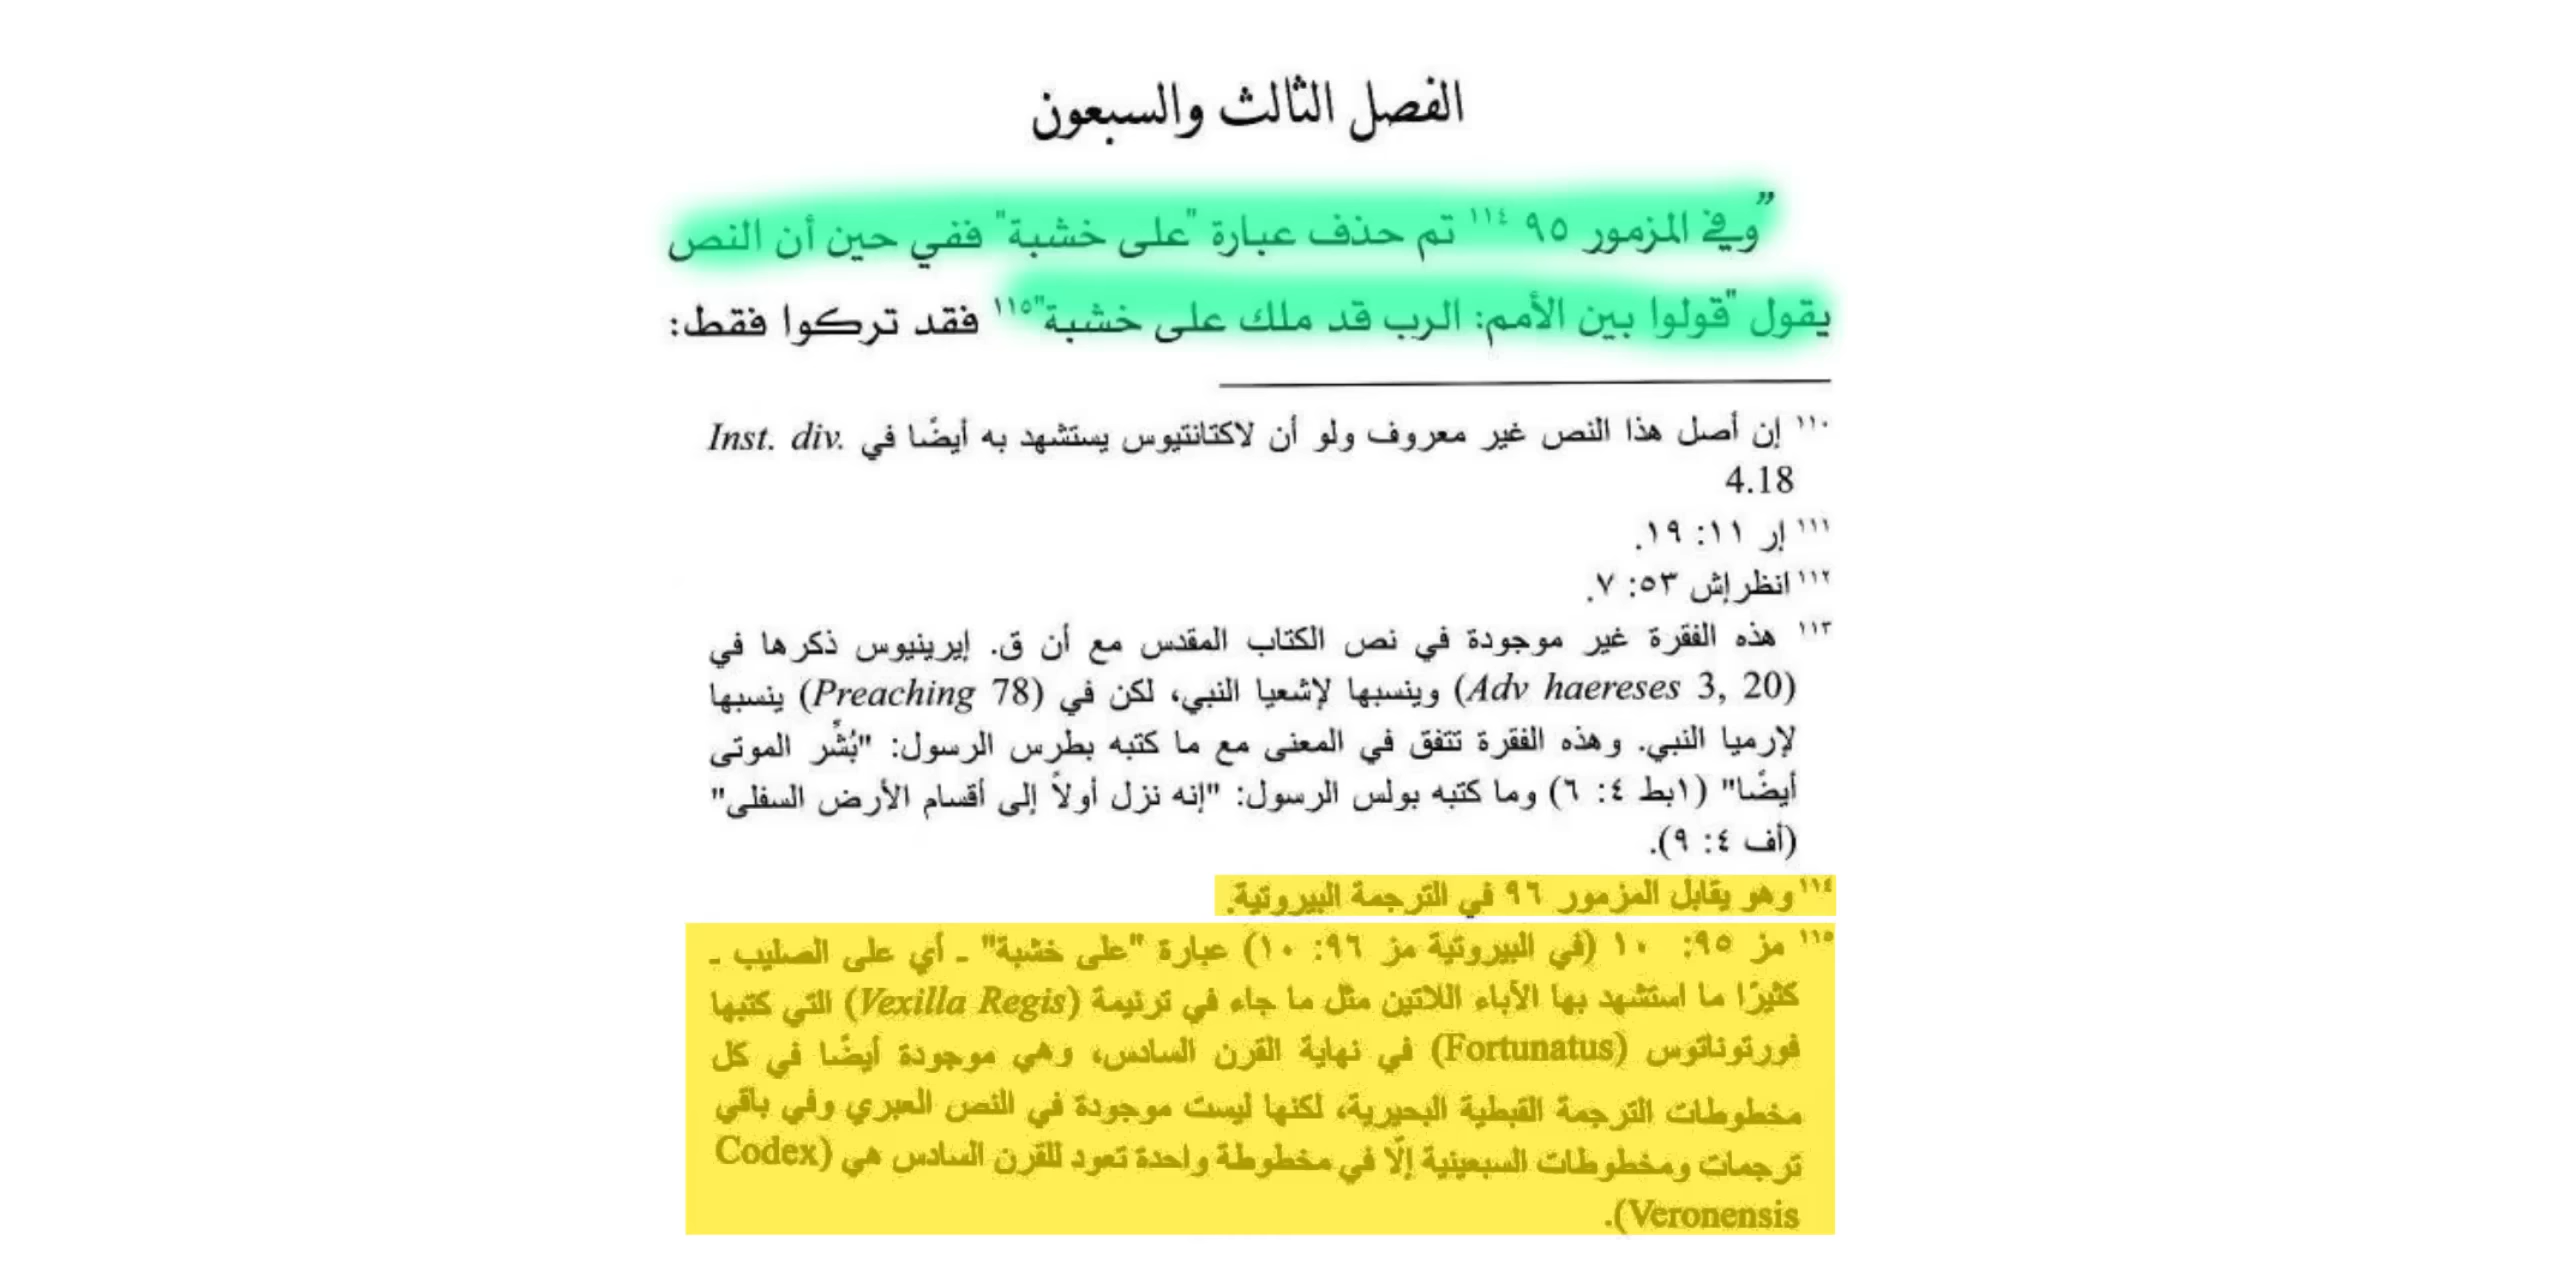 الفصل الثالث والسبعون
”وفي المزمور ٩٥ ١١٤ تم حذف عبارة "على خشبة" ففي حين أن النص
يقول "قولوا بين الأمم: الرب قد ملك على خشبة"١١٥ فقد تركوا فقط:
١١٠ إن أصل هذا النص غير معروف ولو أن لاكتانتيوس يستشهد به أيضًا في Inst. div.
4.18
١١١ إر ١١: ١٩.
١١٢ انظر إش ٥٣: ٧.
١١٣ هذه الفقرة غير موجودة في نص الكتاب المقدس مع أن ق. إيرينيوس ذكرها في
(Adv haereses 3, 20) وينسبها لإشعيا النبي، لكن في (Preaching 78) ينسبها
لإرميا النبي. وهذه الفقرة تتفق في المعنى مع ما كتبه بطرس الرسول: "بُشِّر الموتى
أيضًا" (١بط ٤: ٦) وما كتبه بولس الرسول: "إنه نزل أولاً إلى أقسام الأرض السفلى"
(أف ٤: ٩).
١١٤ وهو يقابل المزمور ٩٦ في الترجمة البيروتية.
١١٥ مز ٩٥: ١٠ (في البيروتية مز ٩٦: ١٠) عبارة "على خشبة" ـ أي على الصليب ـ
كثيرًا ما استشهد بها الآباء اللاتين مثل ما جاء في ترنيمة (Vexilla Regis) التي كتبها
فورتوناتوس (Fortunatus) في نهاية القرن السادس، وهي موجودة أيضًا في كل
مخطوطات الترجمة القبطية البحيرية، لكنها ليست موجودة في النص العبري وفي باقي
ترجمات ومخطوطات السبعينية إلّا في مخطوطة واحدة تعود للقرن السادس هي (Codex
Veronensis).